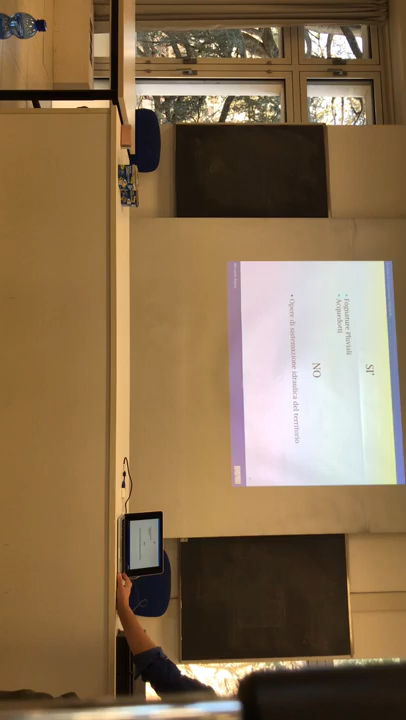 SI'
• Fognature Pluviali
• Acquedotti
NO
• Opere di sistemazione idraulica del territorio